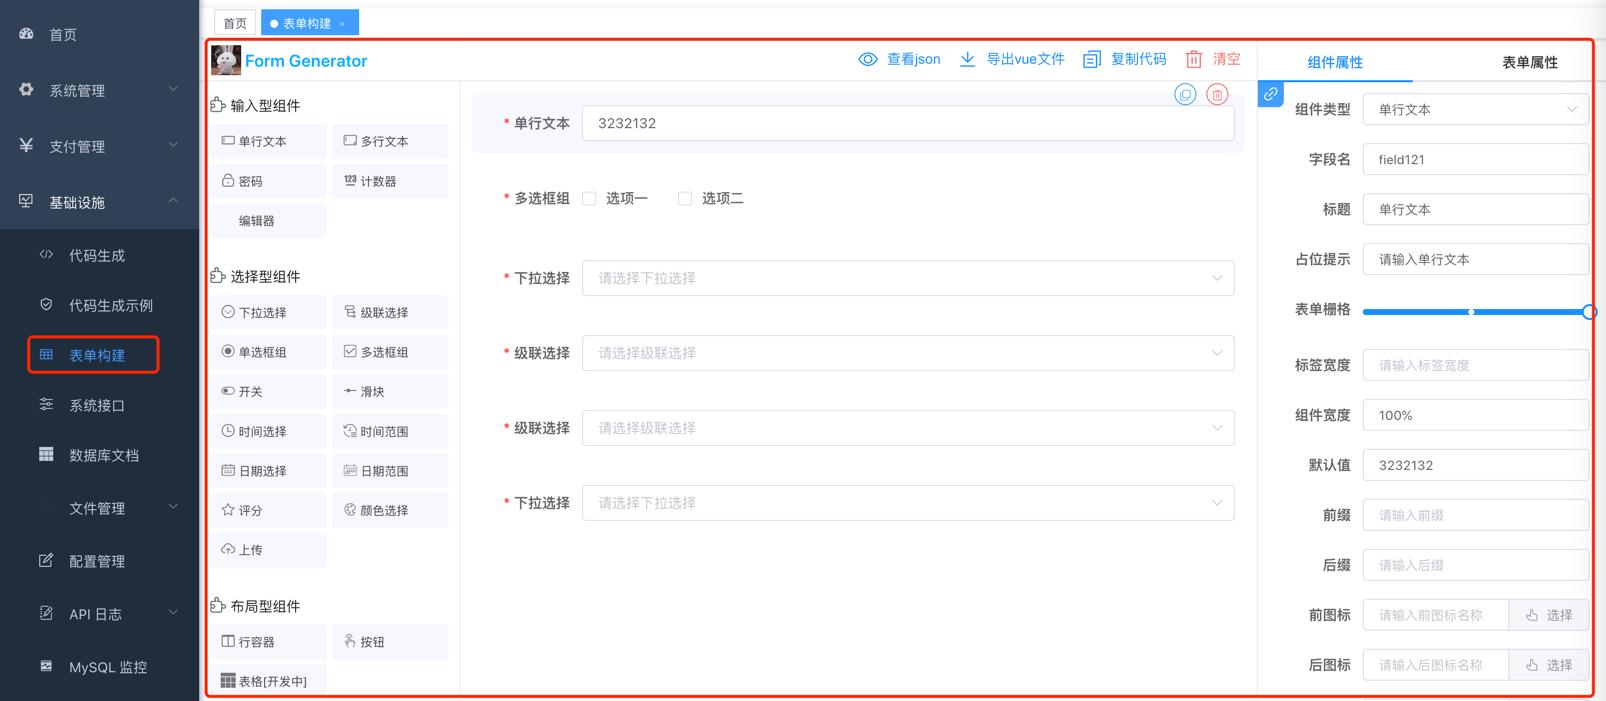 首页
系统管理
支付管理
基础设施
代码生成
代码生成示例
表单构建
系统接口
数据库文档
文件管理
配置管理
API 日志
MySQL 监控
首页
表单构建 ×
Form Generator
查看json
导出vue文件
复制代码
清空
输入型组件
单行文本
多行文本
密码
123 计数器
编辑器
选择型组件
下拉选择
级联选择
单选框组
多选框组
开关
滑块
时间选择
时间范围
日期选择
日期范围
评分
颜色选择
上传
布局型组件
行容器
按钮
表格[开发中]
* 单行文本 3232132
* 多选框组 选项一 选项二
* 下拉选择 请选择下拉选择
* 级联选择 请选择级联选择
* 级联选择 请选择级联选择
* 下拉选择 请选择下拉选择
组件属性
表单属性
组件类型 单行文本
字段名 field121
标题 单行文本
占位提示 请输入单行文本
表单栅格
标签宽度 请输入标签宽度
组件宽度 100%
默认值 3232132
前缀 请输入前缀
后缀 请输入后缀
前图标 请输入前图标名称 选择
后图标 请输入后图标名称 选择